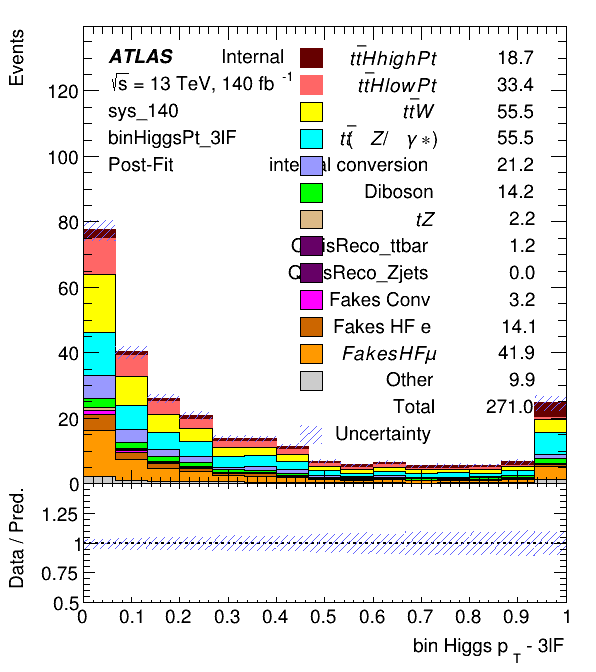 Events
ATLAS Internal
√s = 13 TeV, 140 fb -1
sys_140
binHiggsPt_3lF
Post-Fit
tt̄HhighPt 18.7
tt̄HlowPt 33.4
tt̄W 55.5
tt̄( Z/ γ *) 55.5
internal conversion 21.2
Diboson 14.2
tZ 2.2
QmisReco_ttbar 1.2
QmisReco_Zjets 0.0
Fakes Conv 3.2
Fakes HF e 14.1
FakesHFμ 41.9
Other 9.9
Total 271.0
Uncertainty
120
100
80
60
40
20
0
Data / Pred.
1.25
1
0.75
0.5
0 0.1 0.2 0.3 0.4 0.5 0.6 0.7 0.8 0.9 1
bin Higgs p T - 3lF